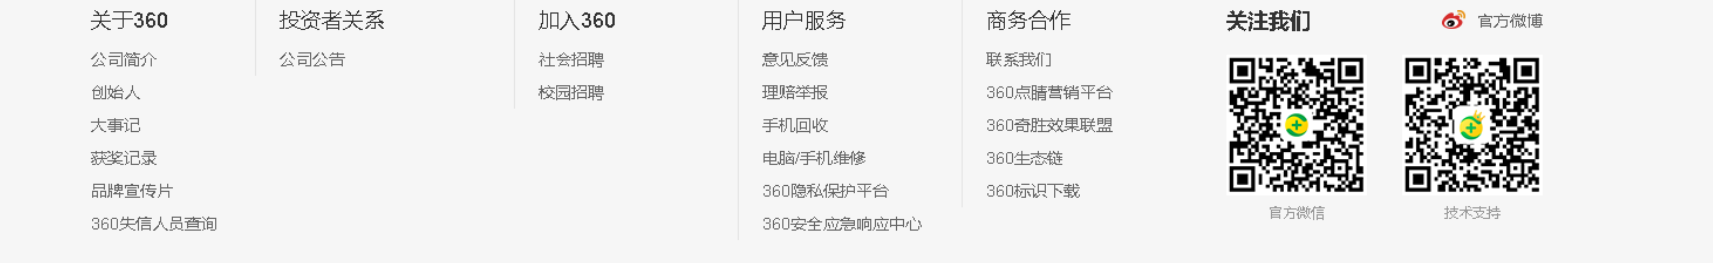 关于360
公司简介
创始人
大事记
获奖记录
品牌宣传片
360失信人员查询
投资者关系
公司公告
加入360
社会招聘
校园招聘
用户服务
意见反馈
理赔举报
手机回收
电脑/手机维修
360隐私保护平台
360安全应急响应中心
商务合作
联系我们
360点睛营销平台
360奇胜效果联盟
360生态链
360标识下载
关注我们
官方微博
官方微信
技术支持